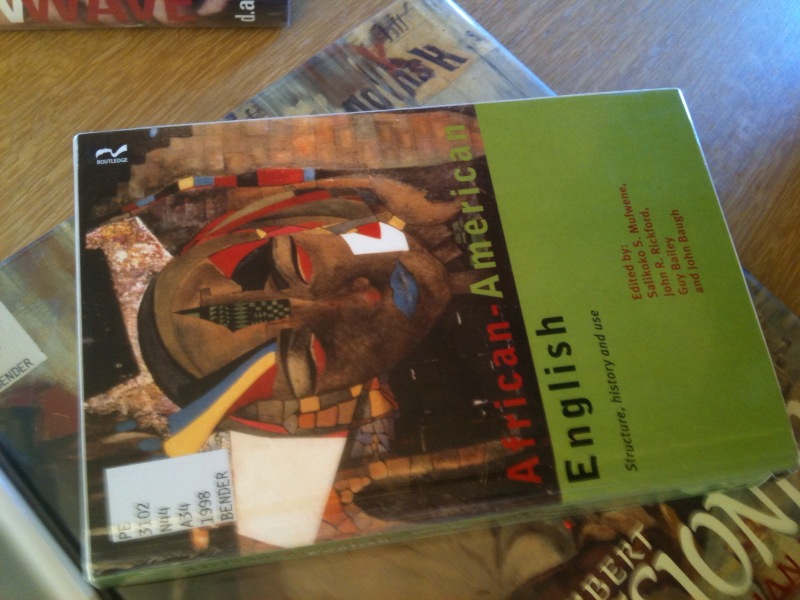 WAVE
d.a
ROUTLEDGE
African-American
English
Structure, history and use
Edited by:
Salikoko S. Mufwene,
John R. Rickford,
Guy Bailey
and John Baugh
PE
3102
N44
A34
1998
BENDER
BENDER